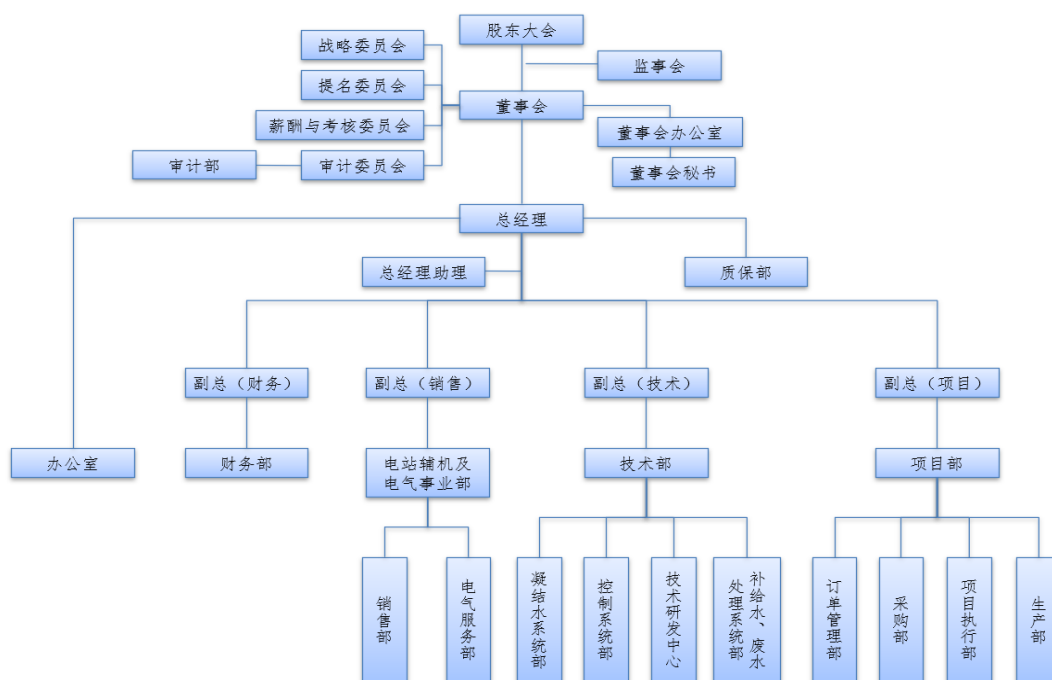 股东大会
战略委员会
监事会
提名委员会
董事会
薪酬与考核委员会
董事会办公室
审计部
审计委员会
董事会秘书
总经理
总经理助理
质保部
副总（财务）
副总（销售）
副总（技术）
副总（项目）
办公室
财务部
电站辅机及
电气事业部
技术部
项目部
销售部
电气服务部
凝结水系统部
控制系统部
技术研发中心
补给水、废水
处理系统部
订单管理部
采购部
项目执行部
生产部